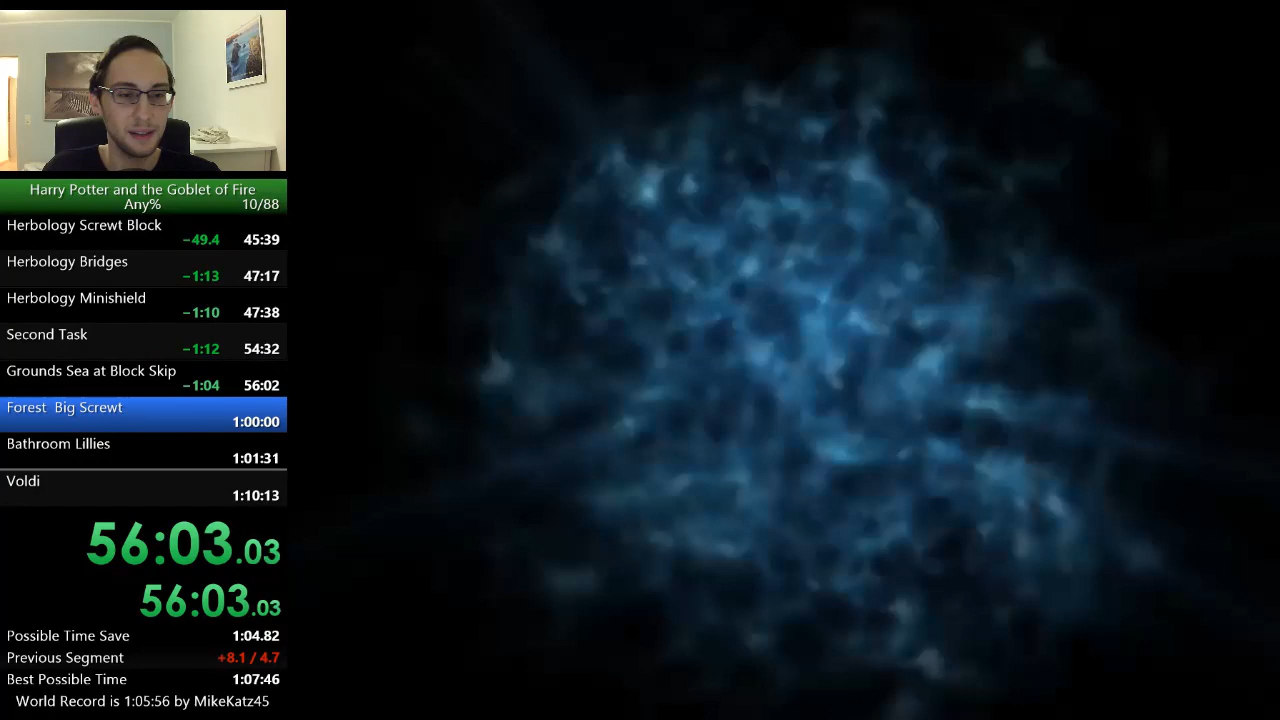 Harry Potter and the Goblet of Fire
Any% 10/88
Herbology Screwt Block
-49.4 45:39
Herbology Bridges
-1:13 47:17
Herbology Minishield
-1:10 47:38
Second Task
-1:12 54:32
Grounds Sea at Block Skip
-1:04 56:02
Forest  Big Screwt
1:00:00
Bathroom Lillies
1:01:31
Voldi
1:10:13
56:03.03
56:03.03
Possible Time Save 1:04.82
Previous Segment +8.1 / 4.7
Best Possible Time 1:07:46
World Record is 1:05:56 by MikeKatz45